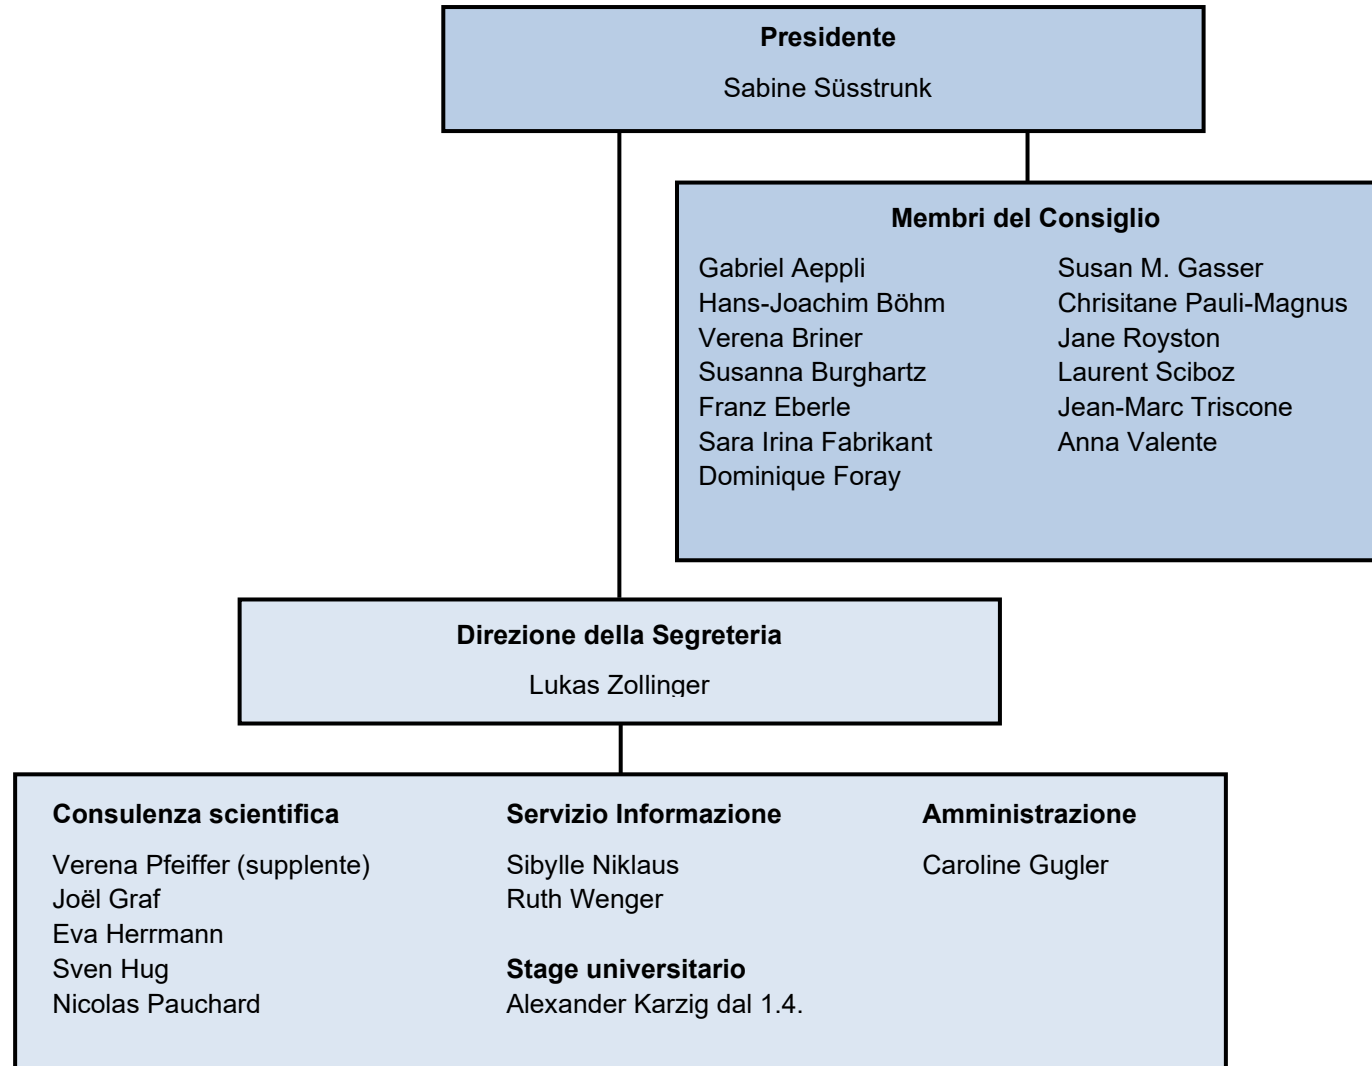 Presidente
Sabine Süsstrunk
Membri del Consiglio
Gabriel Aeppli
Hans-Joachim Böhm
Verena Briner
Susanna Burghartz
Franz Eberle
Sara Irina Fabrikant
Dominique Foray
Susan M. Gasser
Chrisitane Pauli-Magnus
Jane Royston
Laurent Sciboz
Jean-Marc Triscone
Anna Valente
Direzione della Segreteria
Lukas Zollinger
Consulenza scientifica
Verena Pfeiffer (supplente)
Joël Graf
Eva Herrmann
Sven Hug
Nicolas Pauchard
Servizio Informazione
Sibylle Niklaus
Ruth Wenger
Stage universitario
Alexander Karzig dal 1.4.
Amministrazione
Caroline Gugler